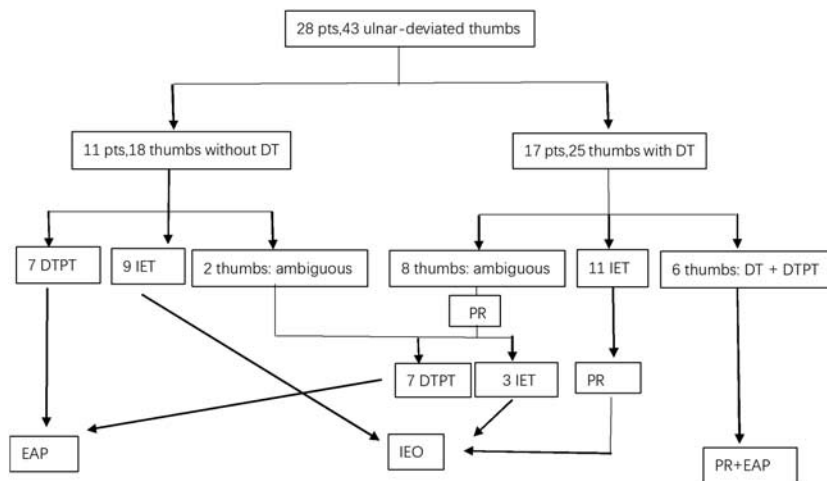 28 pts,43 ulnar-deviated thumbs
11 pts,18 thumbs without DT
17 pts,25 thumbs with DT
7 DTPT
9 IET
2 thumbs: ambiguous
8 thumbs: ambiguous
11 IET
6 thumbs: DT + DTPT
PR
7 DTPT
3 IET
PR
EAP
IEO
PR+EAP